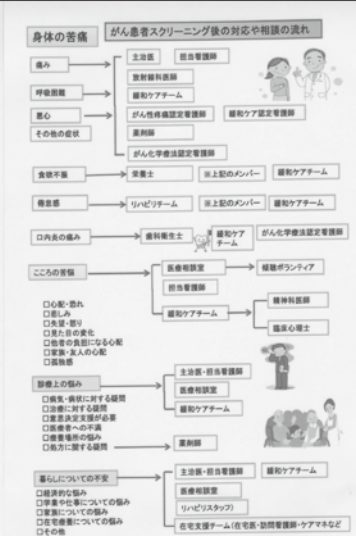 身体の苦痛
がん患者スクリーニング後の対応や相談の流れ
痛み
呼吸困難
悪心
その他の症状
主治医 担当看護師
放射線科医師
緩和ケアチーム
がん性疼痛認定看護師 緩和ケア認定看護師
薬剤師
がん化学療法認定看護師
食欲不振 栄養士 ※上記のメンバー 緩和ケアチーム
倦怠感 リハビリチーム ※上記のメンバー 緩和ケアチーム
口内炎の痛み 歯科衛生士 緩和ケアチーム がん化学療法認定看護師
こころの苦悩
医療相談室 傾聴ボランティア
担当看護師
緩和ケアチーム
精神科医師
臨床心理士
□心配・恐れ
□悲しみ
□失望・怒り
□見た目の変化
□他者の負担になる心配
□家族・友人の心配
□孤独感
診療上の悩み
主治医・担当看護師
医療相談室
緩和ケアチーム
□病気・病状に対する疑問
□治療に対する疑問
□意思決定支援が必要
□医療者への不満
□療養場所の悩み
□処方に関する疑問
薬剤師
暮らしについての不安
主治医・担当看護師 緩和ケアチーム
医療相談室
リハビリスタッフ)
在宅支援チーム(在宅医・訪問看護師・ケアマネなど
□経済的な悩み
□学業や仕事についての悩み
□家族についての悩み
□在宅療養についての悩み
□その他